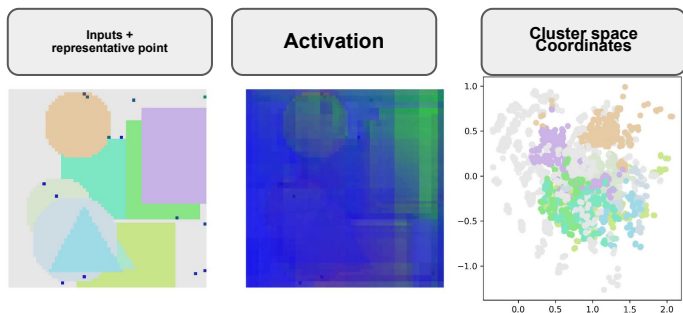 Inputs +
representative point
Activation
Cluster space
Coordinates
1.0
0.5
0.0
−0.5
−1.0
0.0
0.5
1.0
1.5
2.0